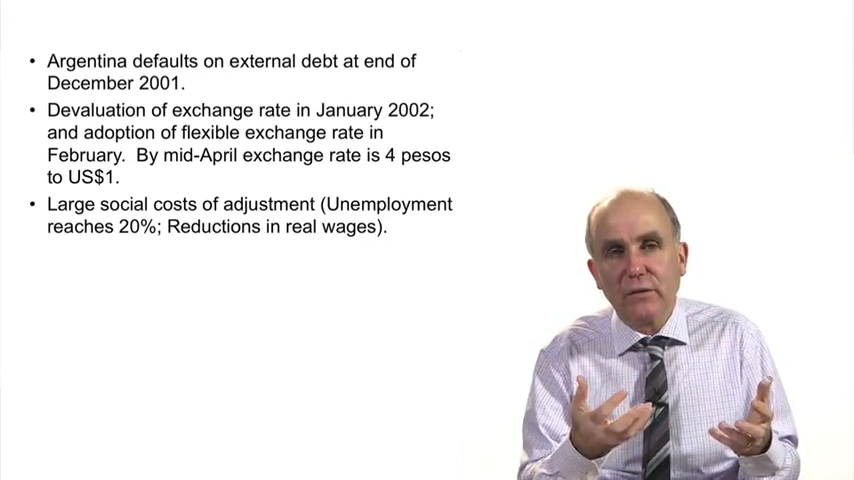 • Argentina defaults on external debt at end of
December 2001.
• Devaluation of exchange rate in January 2002;
and adoption of flexible exchange rate in
February. By mid-April exchange rate is 4 pesos
to US$1.
• Large social costs of adjustment (Unemployment
reaches 20%; Reductions in real wages).